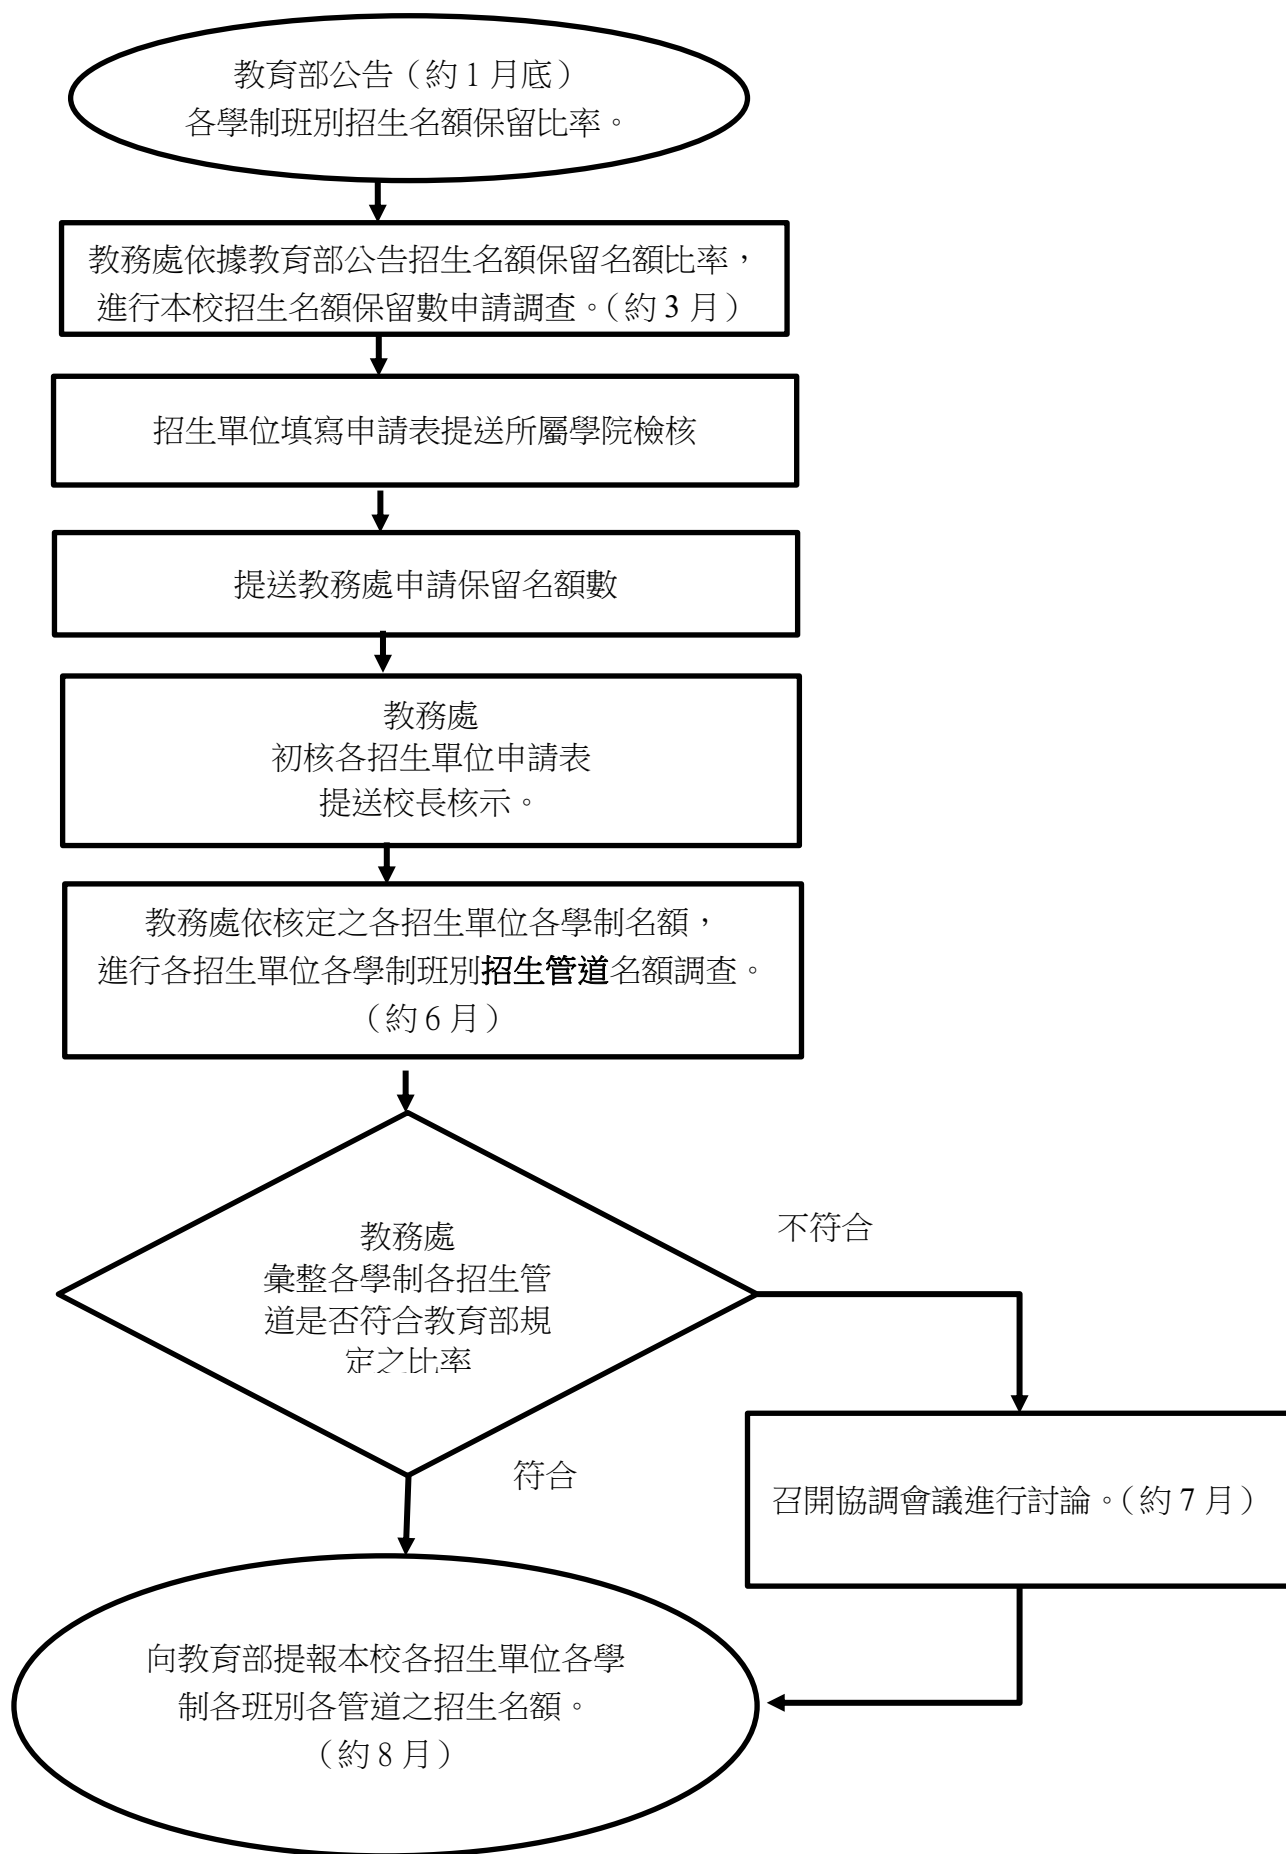 教育部公告（約 1 月底）
各學制班別招生名額保留比率。
教務處依據教育部公告招生名額保留名額比率，
進行本校招生名額保留數申請調查。（約 3 月）
招生單位填寫申請表提送所屬學院檢核
提送教務處申請保留名額數
教務處
初核各招生單位申請表
提送校長核示。
教務處依核定之各招生單位各學制名額，
進行各招生單位各學制班別招生管道名額調查。
（約 6 月）
不符合
教務處
彙整各學制各招生管
道是否符合教育部規
定之比率
符合
召開協調會議進行討論。（約 7 月）
向教育部提報本校各招生單位各學
制各班別各管道之招生名額。
（約 8 月）